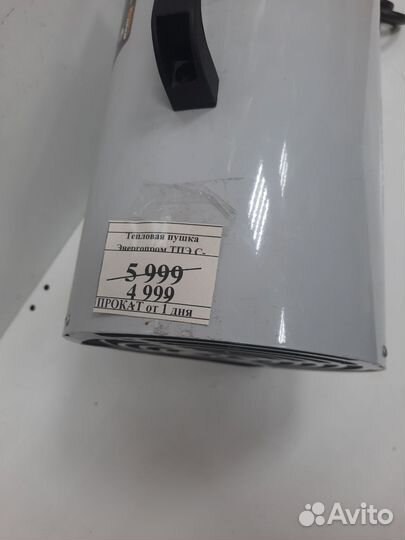 Тепловая пушка
Энергопром ТПЭ С-
5 999
4 999
ПРОКАТ от 1 дня
Avito